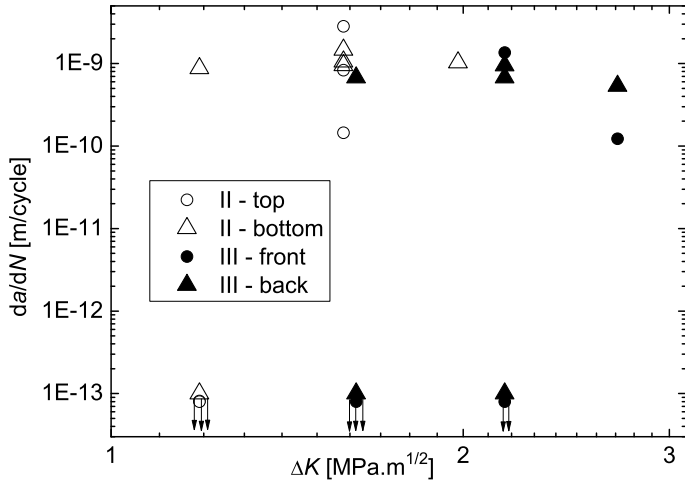 1E-9
1E-10
1E-11
1E-12
1E-13
da/dN [m/cycle]
II - top
II - bottom
III - front
III - back
1 2 3
ΔK [MPa.m^1/2]